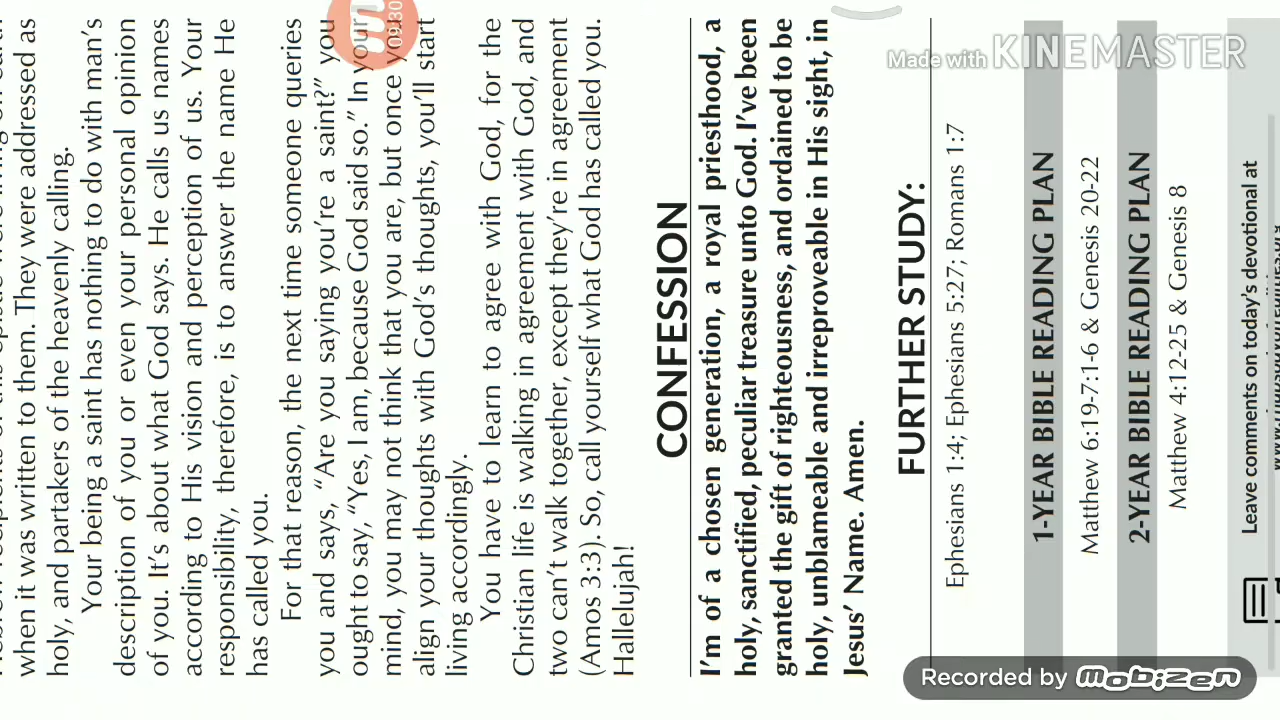 when it was written to them. They were addressed as
holy, and partakers of the heavenly calling.
Your being a saint has nothing to do with man's
description of you or even your personal opinion
of you. It's about what God says. He calls us names
according to His vision and perception of us. Your
responsibility, therefore, is to answer the name He
has called you.
For that reason, the next time someone queries
you and says, "Are you saying you're a saint?" you
ought to say, "Yes, I am, because God said so." In your
mind, you may not think that you are, but once you
align your thoughts with God's thoughts, you'll start
living accordingly.
You have to learn to agree with God, for the
Christian life is walking in agreement with God, and
two can't walk together, except they're in agreement
(Amos 3:3). So, call yourself what God has called you.
Hallelujah!
CONFESSION
I'm of a chosen generation, a royal priesthood, a
holy, sanctified, peculiar treasure unto God. I've been
granted the gift of righteousness, and ordained to be
holy, unblameable and irreproveable in His sight, in
Jesus' Name. Amen.
FURTHER STUDY:
Ephesians 1:4; Ephesians 5:27; Romans 1:7
1-YEAR BIBLE READING PLAN
Matthew 6:19-7:1-6 & Genesis 20-22
2-YEAR BIBLE READING PLAN
Matthew 4:12-25 & Genesis 8
Leave comments on today's devotional at
09:30
Made with KINEMASTER
Recorded by MOBIZEN